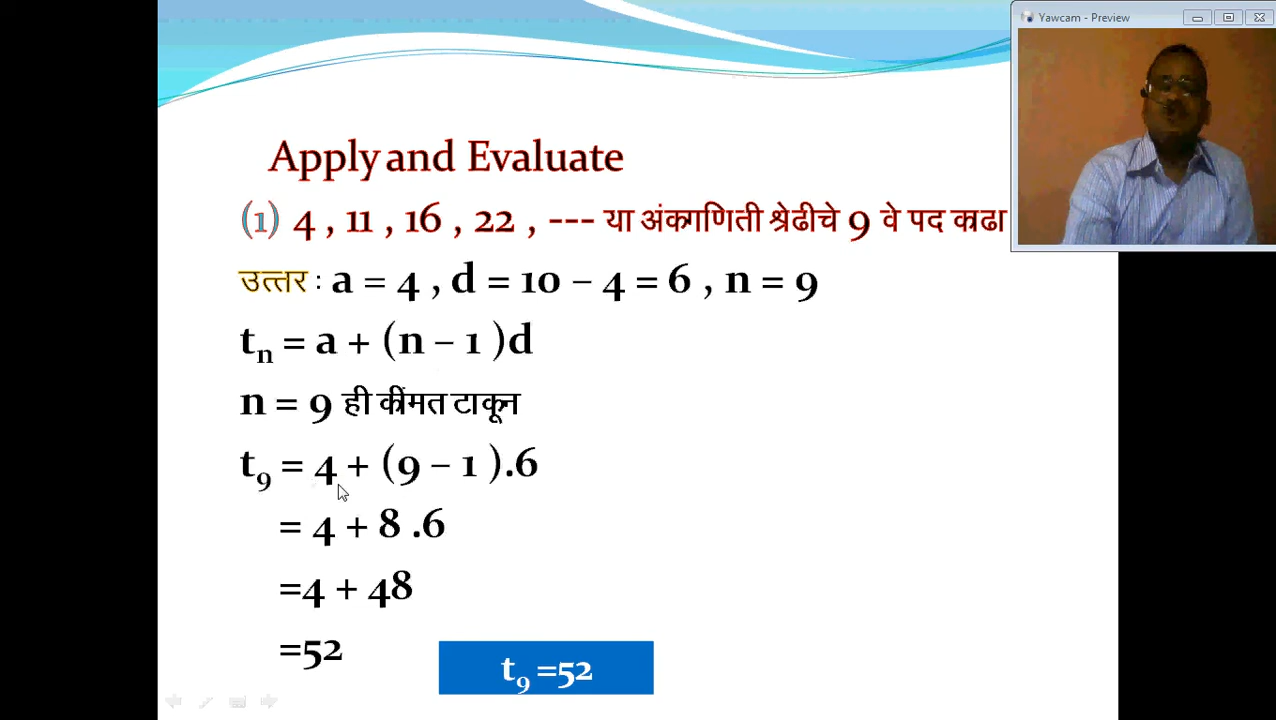 Yawcam - Preview
Apply and Evaluate
(1) 4 , 11 , 16 , 22 , --- या अंकगणिती श्रेढीचे 9 वे पद काढा
उत्तर : a = 4 , d = 10 – 4 = 6 , n = 9
tₙ = a + (n – 1 )d
n = 9 ही कींमत टाकून
t₉ = 4 + (9 – 1 ).6
= 4 + 8 .6
=4 + 48
=52
t₉ =52